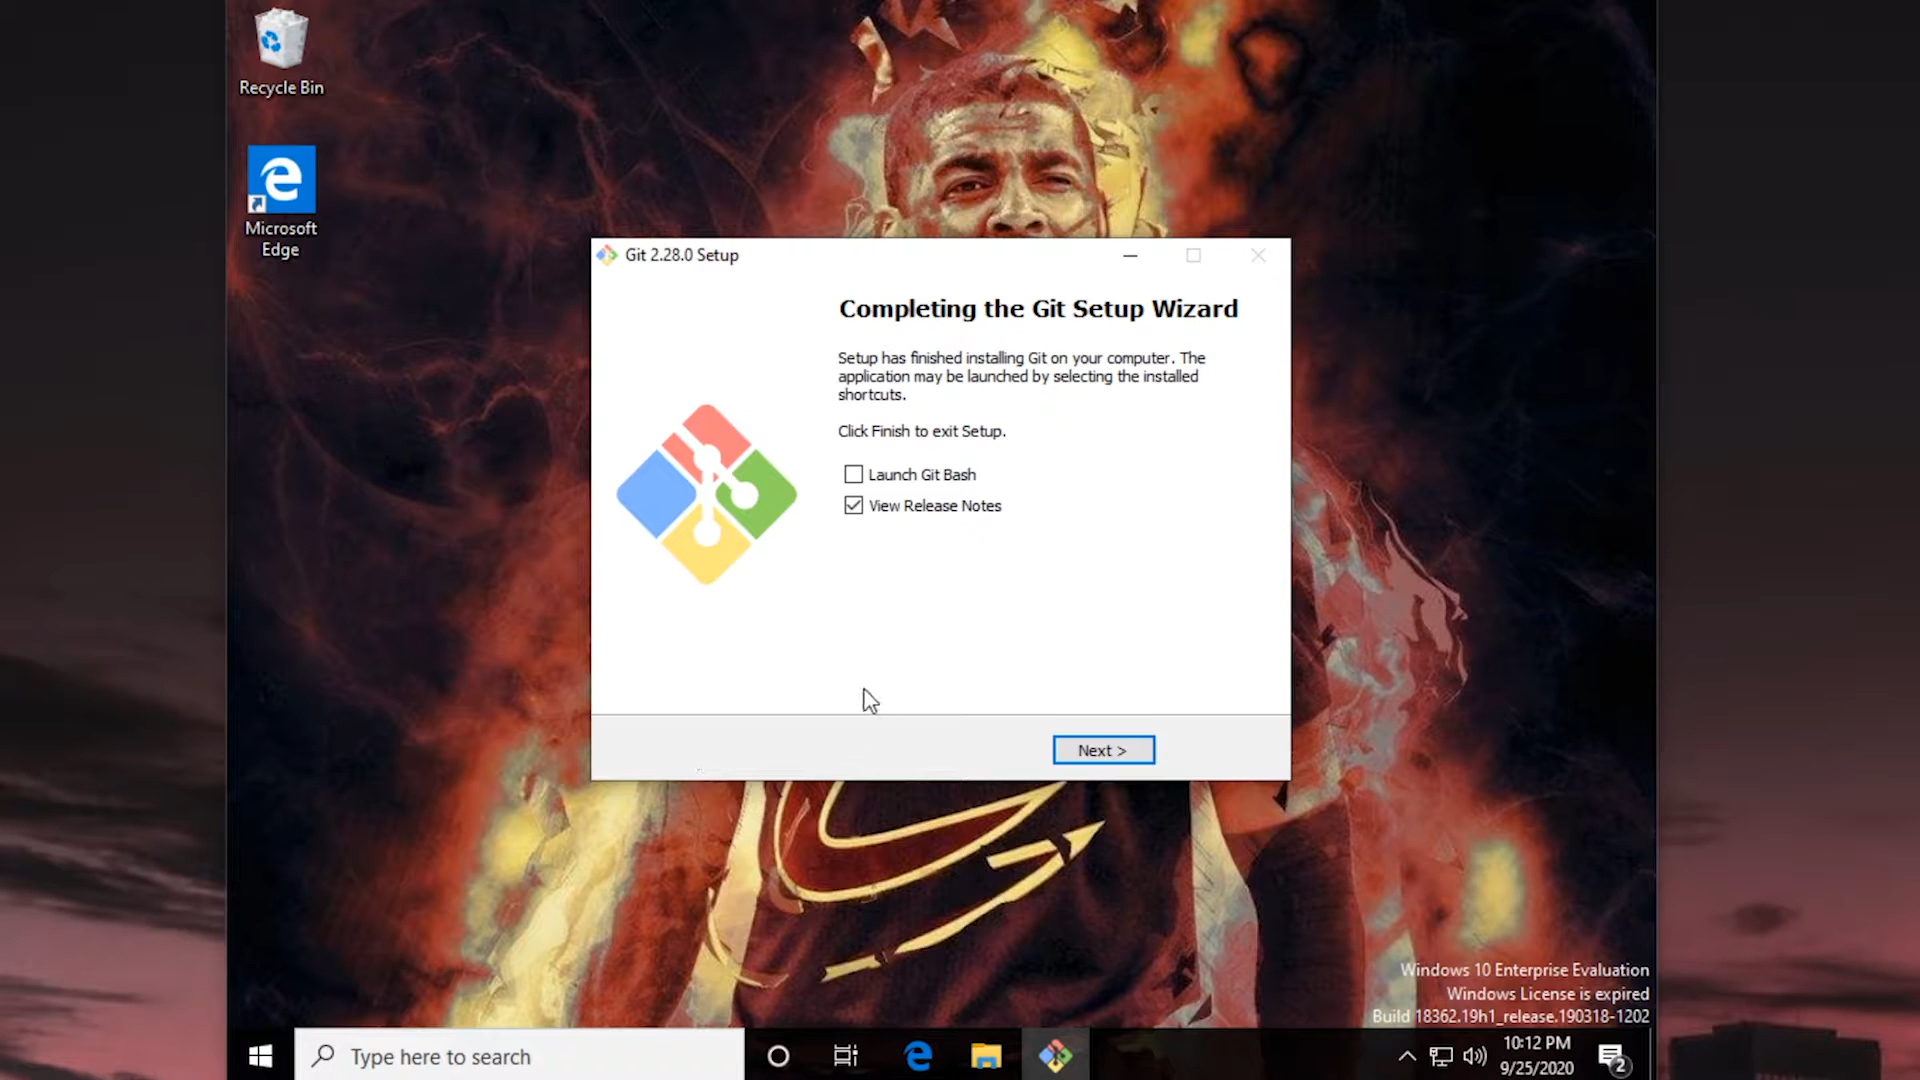 Recycle Bin
Microsoft
Edge
Git 2.28.0 Setup
Completing the Git Setup Wizard
Setup has finished installing Git on your computer. The
application may be launched by selecting the installed
shortcuts.
Click Finish to exit Setup.
Launch Git Bash
View Release Notes
Next >
Windows 10 Enterprise Evaluation
Windows License is expired
Build 18362.19h1_release.190318-1202
Type here to search
10:12 PM
9/25/2020
2